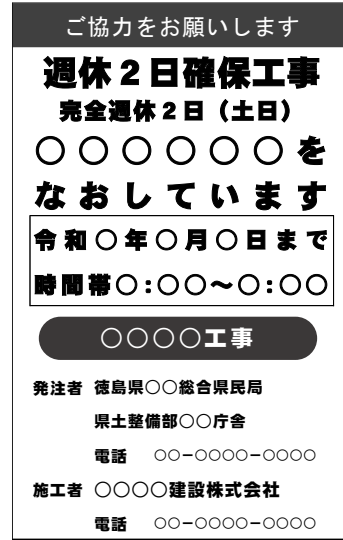 ご協力をお願いします
週休２日確保工事
完全週休２日（土日）
〇〇〇〇〇〇を
なおしています
令和〇年〇月〇日まで
時間帯〇:〇〇～〇:〇〇
〇〇〇〇工事
発注者 徳島県〇〇総合県民局
県土整備部〇〇庁舎
電話 〇〇−〇〇〇〇−〇〇〇〇
施工者 〇〇〇〇建設株式会社
電話 〇〇−〇〇〇〇−〇〇〇〇